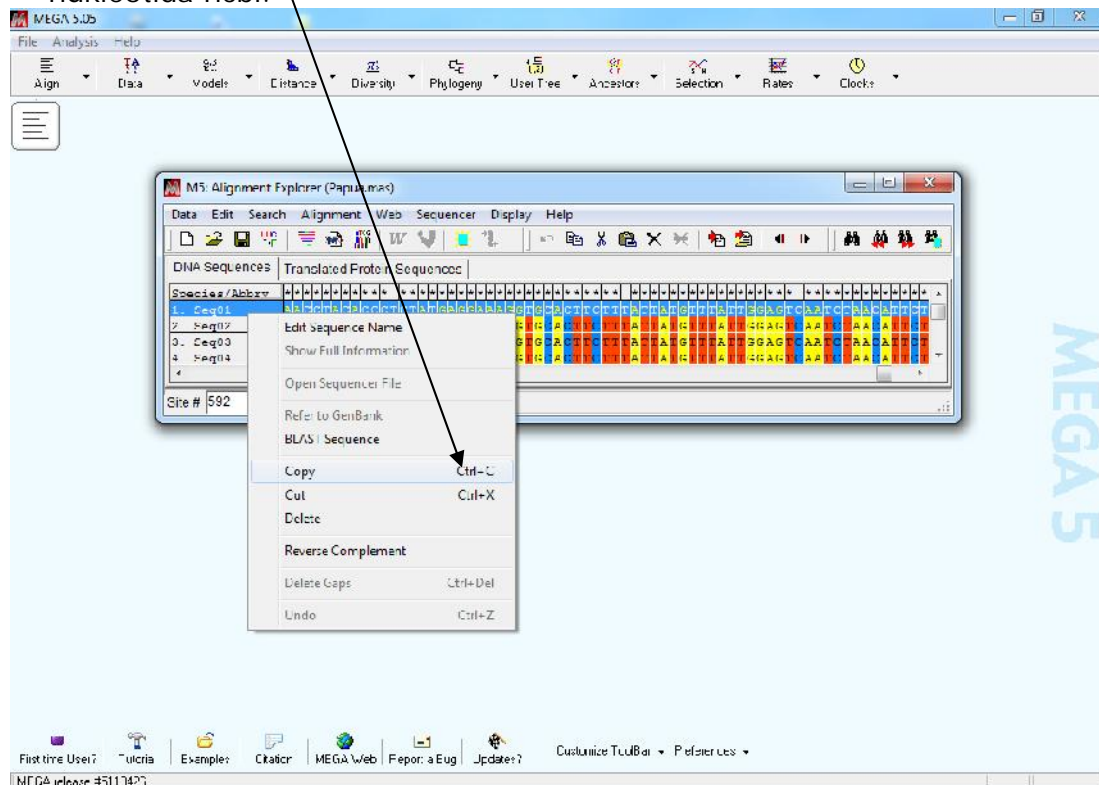 MEGA 5.05
File Analysis Help
Align Data Models Distance Diversity Phylogeny User Tree Ancestors Selection Rates Clocks
M5: Alignment Explorer (Papua.mas)
Data Edit Search Alignment Web Sequencer Display Help
DNA Sequences Translated Protein Sequences
Species/Abbrv
1. Seq01
2. Seq02
3. Seq03
4. Seq04
Site # 592
Edit Sequence Name
Show Full Information
Open Sequencer File
Refer to GenBank
BLAST Sequence
Copy Ctrl+C
Cut Ctrl+X
Delete
Reverse Complement
Delete Gaps Ctrl+Del
Undo Ctrl+Z
MEGA 5
First time User? Tutorial Examples Citation MEGA Web Report a Bug Updates? Customize ToolBar Preferences
MEGA release #5110426